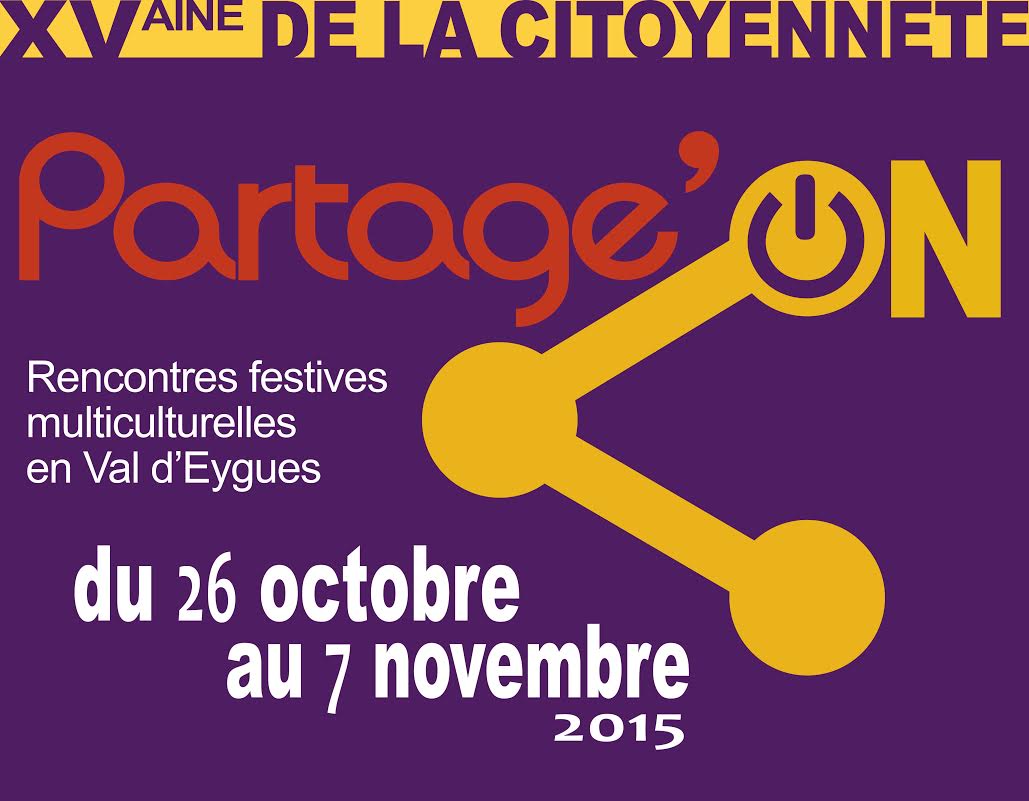 XVAINE DE LA CITOYENNETE
Partage'ON
Rencontres festives
multiculturelles
en Val d'Eygues
du 26 octobre
au 7 novembre
2015